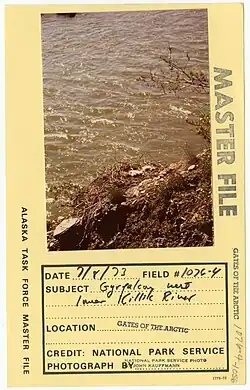 MASTER FILE
GATES OF THE ARCTIC
ALASKA TASK FORCE MASTER FILE
DATE 7/8/73 FIELD #1076-4
SUBJECT Gyrfalcon nest
Killik River
LOCATION GATES OF THE ARCTIC
CREDIT: NATIONAL PARK SERVICE
NATIONAL PARK SERVICE PHOTO
PHOTOGRAPH BY JOHN KAUFFMANN